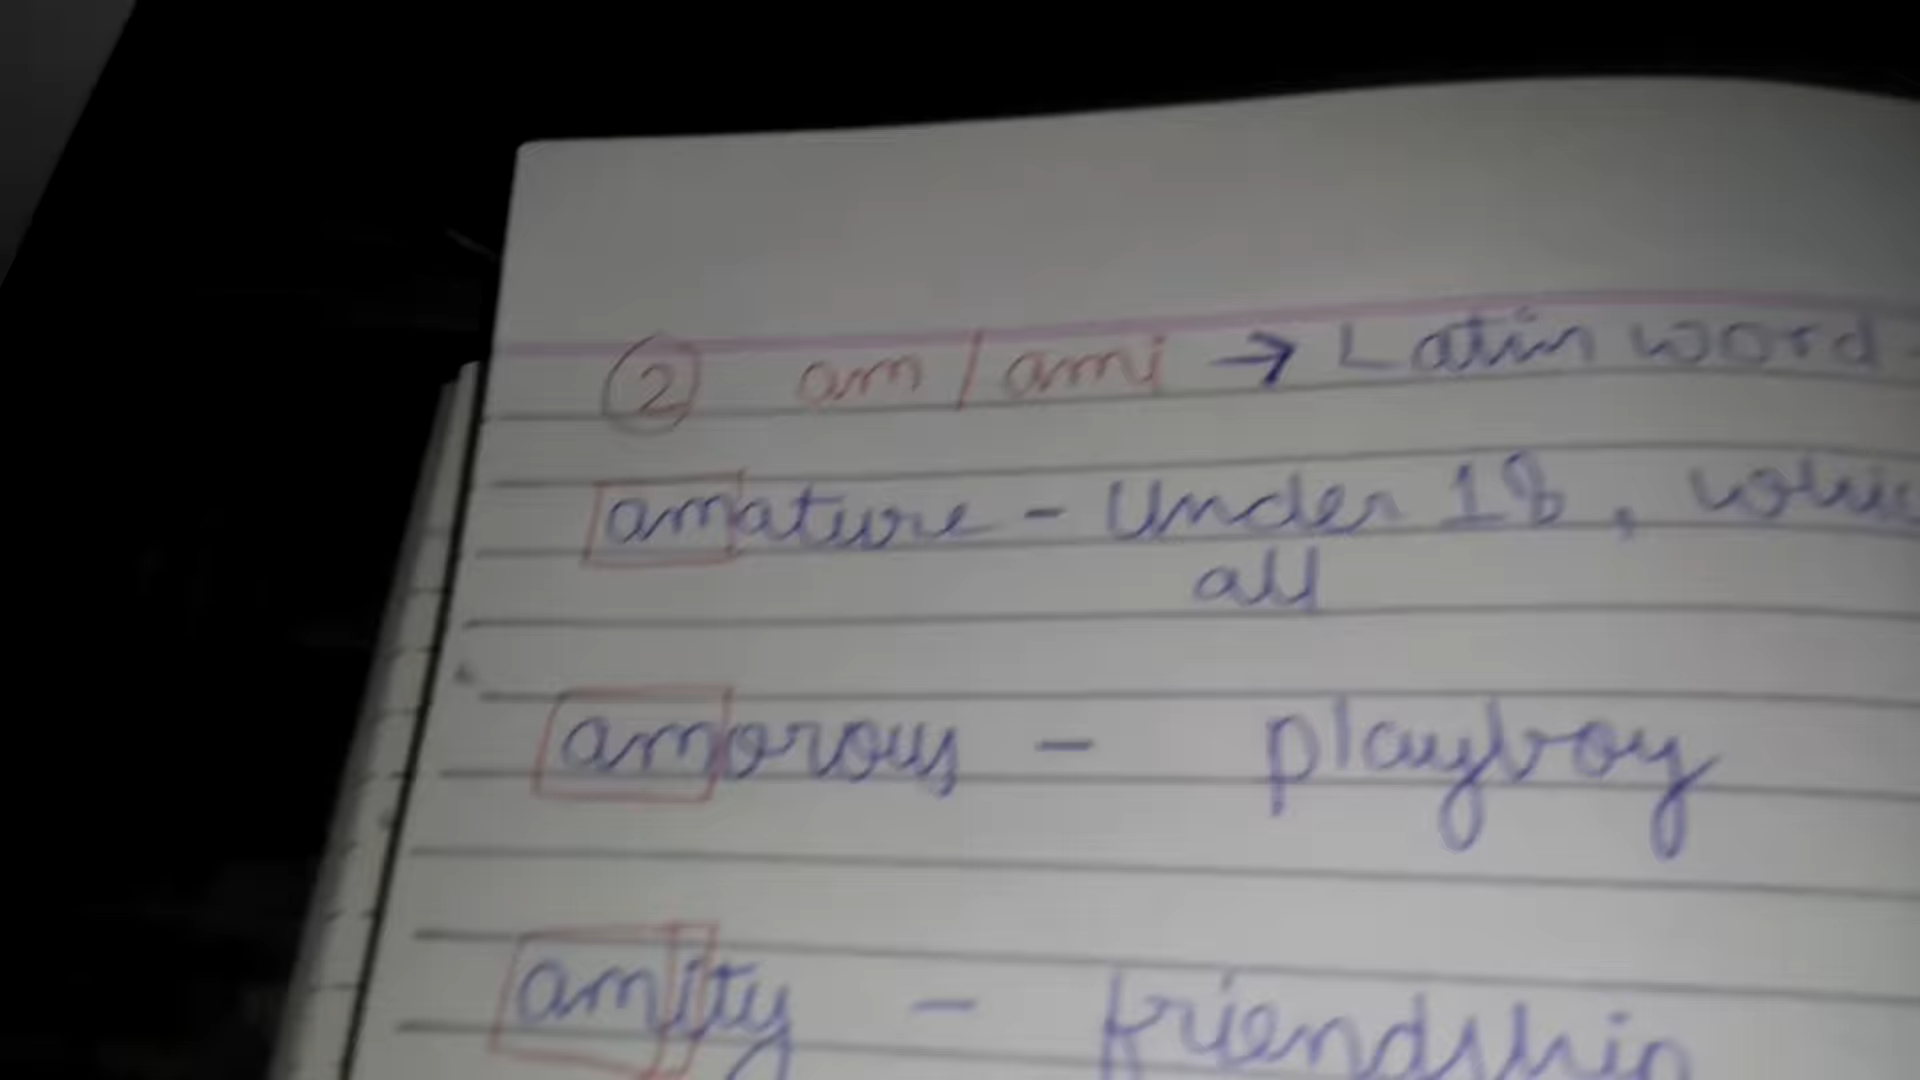 ② am / ami → Latin word
amature - Under 18,
all
amorous - playboy
amity - friendship